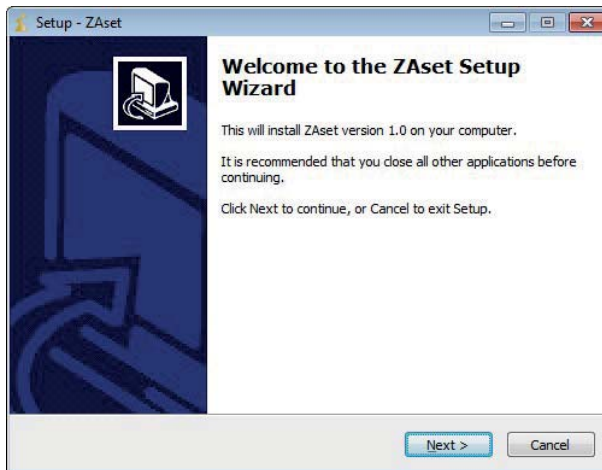 Setup - ZAset
Welcome to the ZAset Setup
Wizard
This will install ZAset version 1.0 on your computer.
It is recommended that you close all other applications before
continuing.
Click Next to continue, or Cancel to exit Setup.
Next >
Cancel